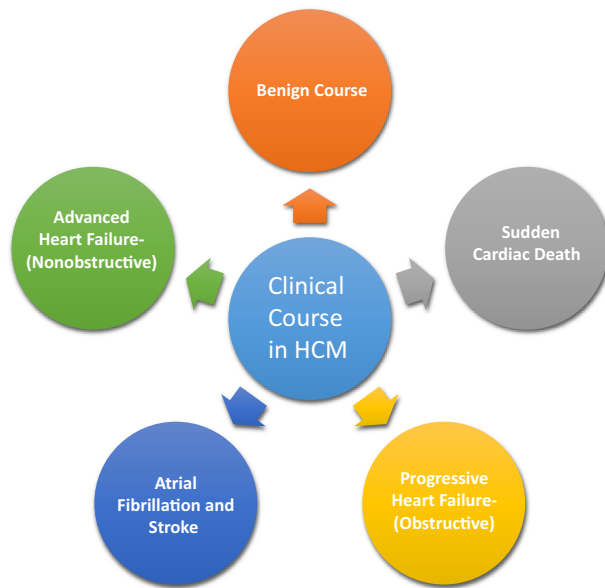 Benign Course
Advanced
Heart Failure-
(Nonobstructive)
Sudden
Cardiac Death
Clinical
Course
in HCM
Atrial
Fibrillation and
Stroke
Progressive
Heart Failure-
(Obstructive)